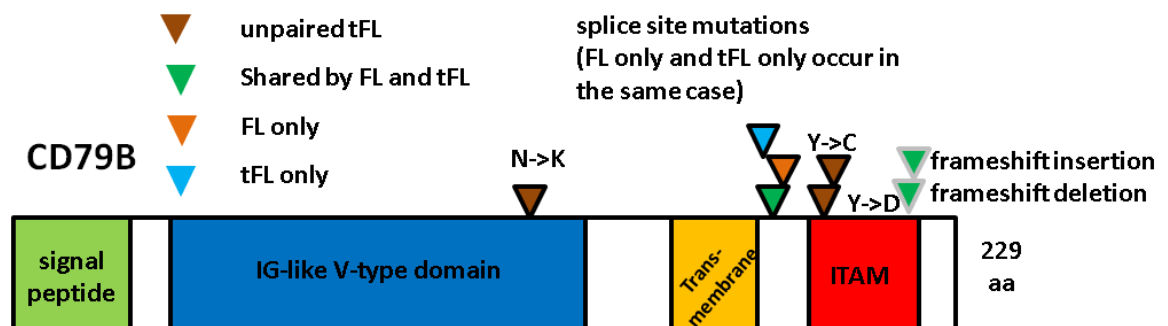 unpaired tFL
Shared by FL and tFL
FL only
tFL only
splice site mutations
(FL only and tFL only occur in
the same case)
CD79B
N->K
Y->C
Y->D
frameshift insertion
frameshift deletion
signal
peptide
IG-like V-type domain
Trans-
membrane
ITAM
229
aa